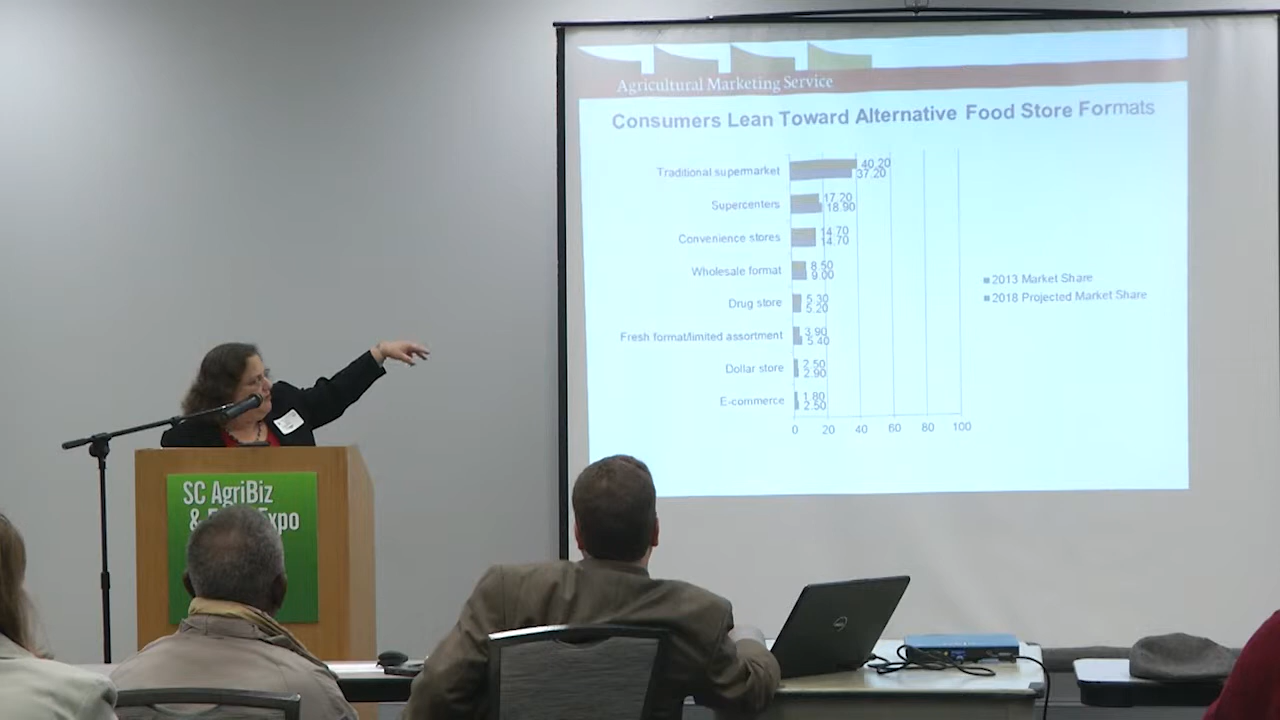 Agricultural Marketing Service
Consumers Lean Toward Alternative Food Store Formats
Traditional supermarket
40.20
37.20
Supercenters
17.20
18.90
Convenience stores
14.70
14.70
Wholesale format
8.50
9.00
Drug store
5.30
5.20
Fresh format/limited assortment
3.90
5.40
Dollar store
2.50
2.90
E-commerce
1.80
2.50
0 20 40 60 80 100
2013 Market Share
2018 Projected Market Share
SC AgriBiz
&
DELL